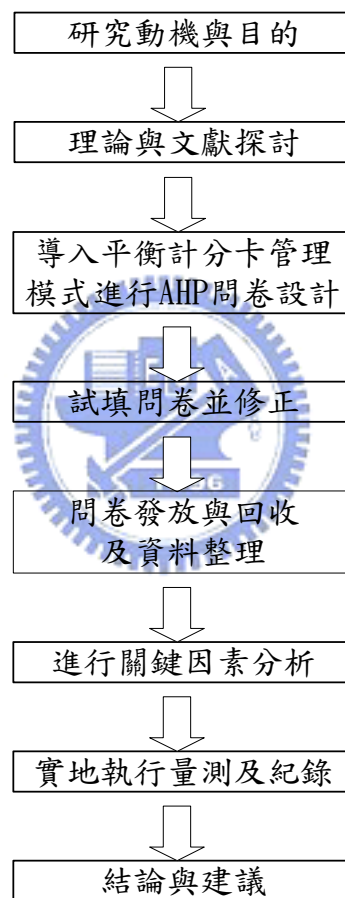 研究動機與目的
理論與文獻探討
導入平衡計分卡管理
模式進行AHP問卷設計
試填問卷並修正
問卷發放與回收
及資料整理
進行關鍵因素分析
實地執行量測及紀錄
結論與建議